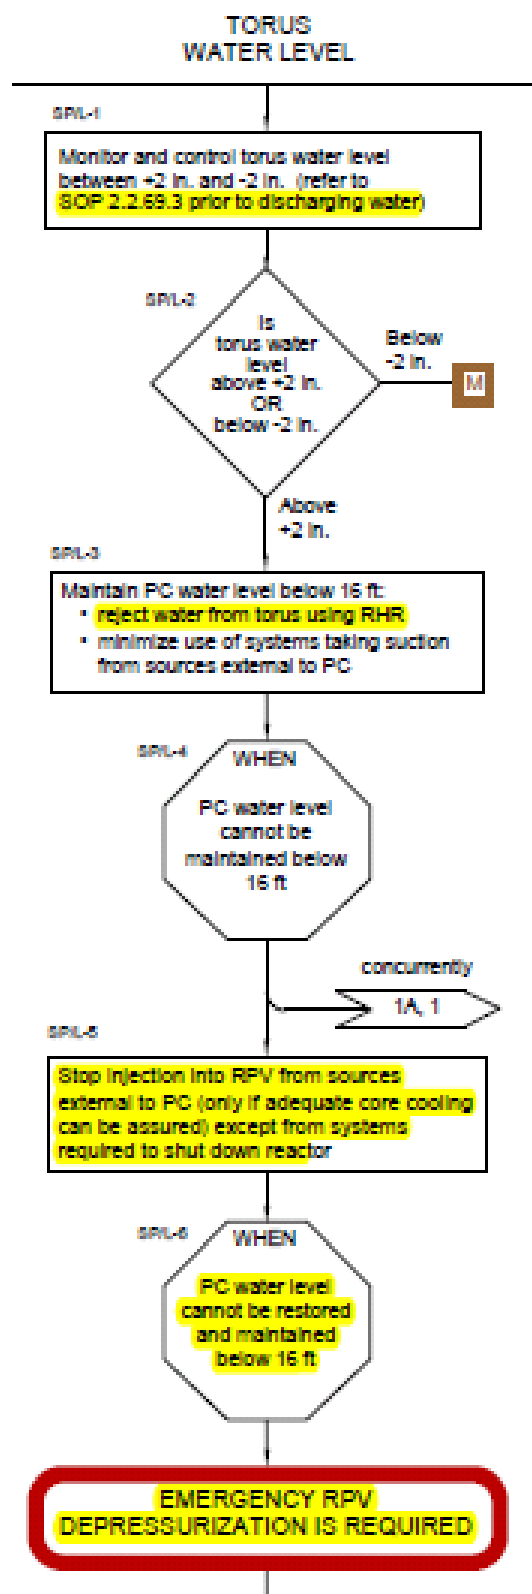 TORUS
WATER LEVEL
SP/L-1
Monitor and control torus water level
between +2 in. and -2 in. (refer to
SOP 2.2.69.3 prior to discharging water)
SP/L-2
Is
torus water
level
above +2 in.
OR
below -2 in.
Below
-2 in.
M
Above
+2 in.
SP/L-3
Maintain PC water level below 16 ft:
• reject water from torus using RHR
• minimize use of systems taking suction
from sources external to PC
SP/L-4
WHEN
PC water level
cannot be
maintained below
16 ft
concurrently
1A, 1
SP/L-5
Stop injection into RPV from sources
external to PC (only if adequate core cooling
can be assured) except from systems
required to shut down reactor
SP/L-6
WHEN
PC water level
cannot be restored
and maintained
below 16 ft
EMERGENCY RPV
DEPRESSURIZATION IS REQUIRED